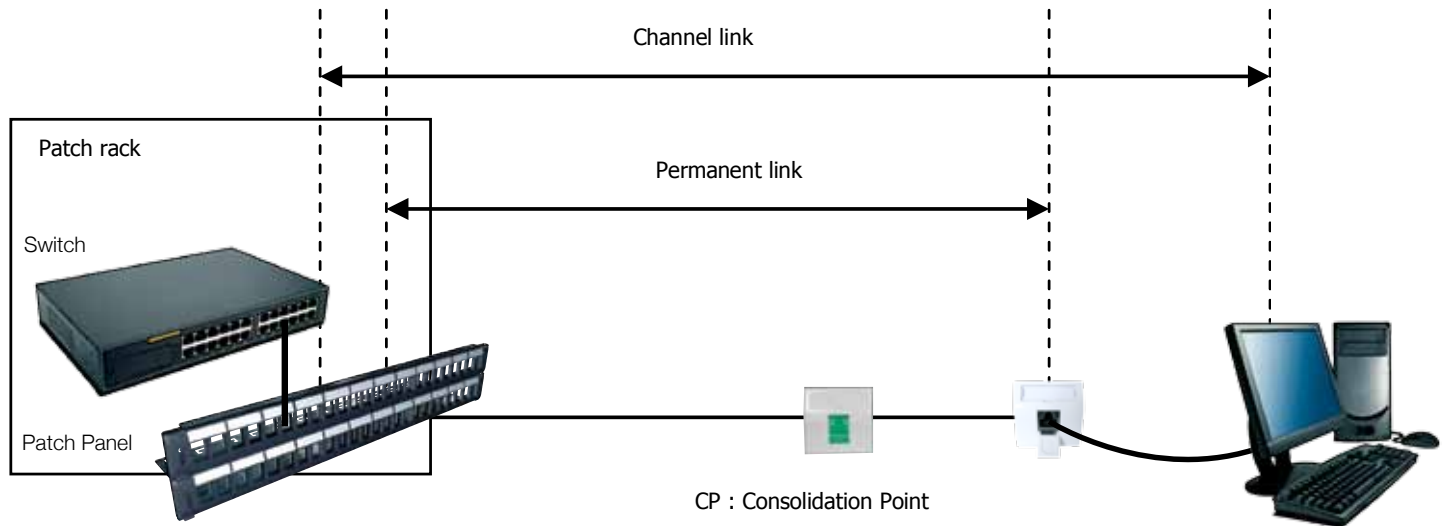 Channel link
Patch rack
Permanent link
Switch
Patch Panel
CP : Consolidation Point